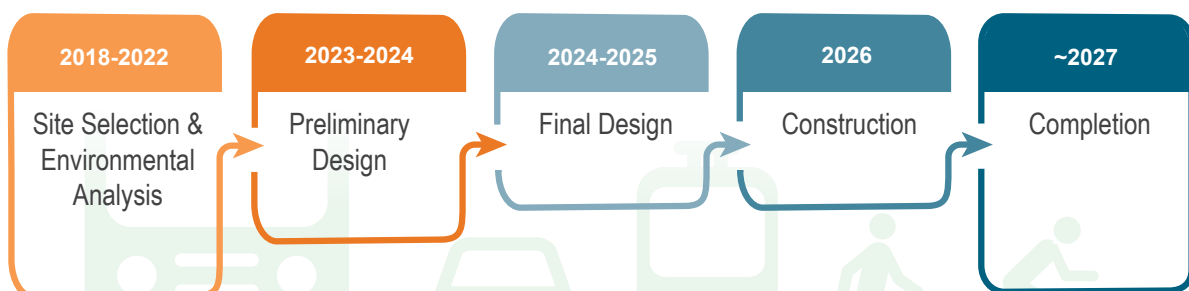 2018-2022
Site Selection &
Environmental
Analysis
2023-2024
Preliminary
Design
2024-2025
Final Design
2026
Construction
~2027
Completion